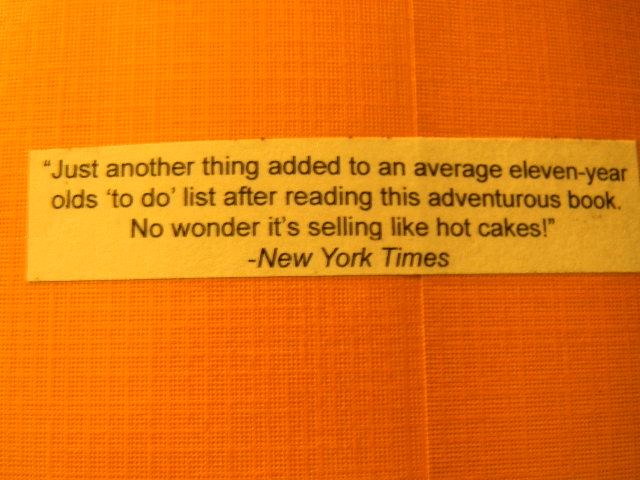 “Just another thing added to an average eleven-year
olds ‘to do’ list after reading this adventurous book.
No wonder it’s selling like hot cakes!”
-New York Times